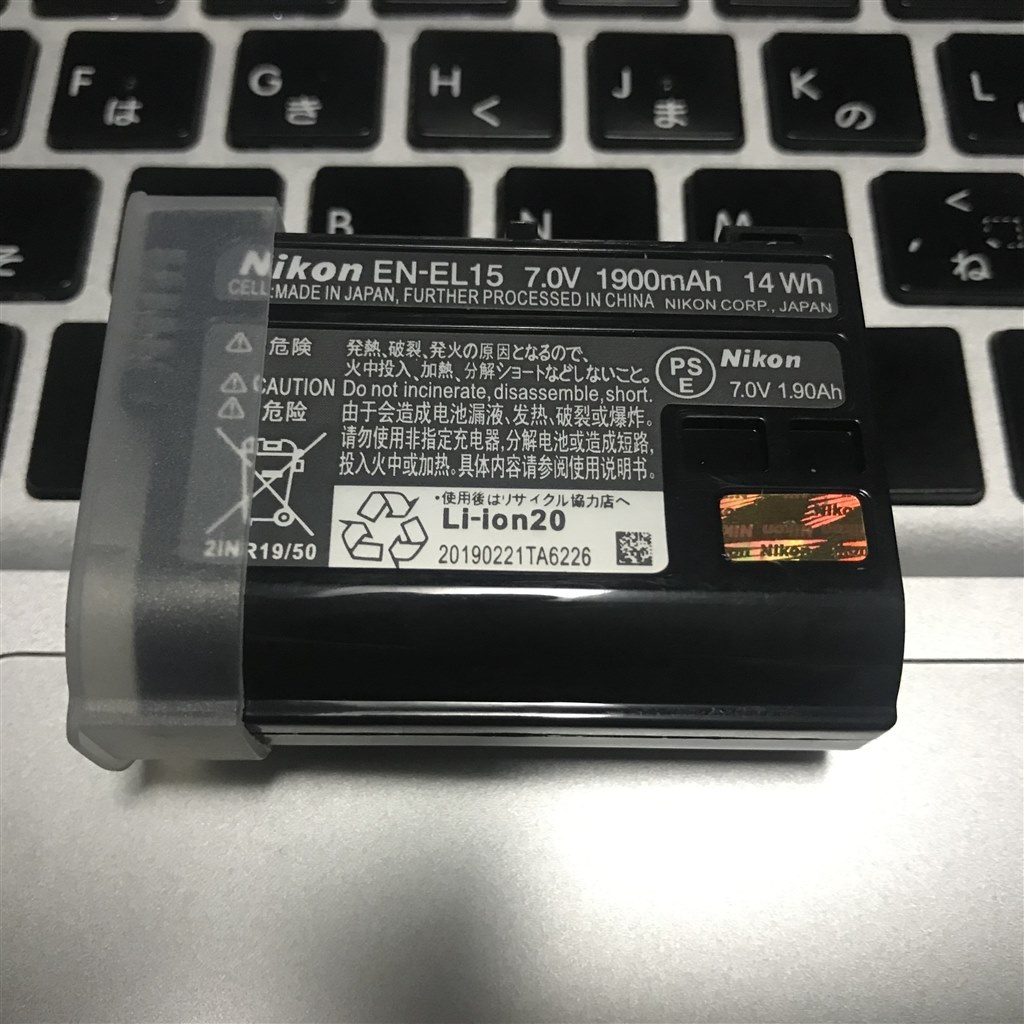 F は
G き
H く
J ま
K の
L
B
N
M
く
ね
そ
Nikon EN-EL15 7.0V 1900mAh 14 Wh
CELL:MADE IN JAPAN, FURTHER PROCESSED IN CHINA NIKON CORP., JAPAN
危険 発熱、破裂、発火の原因となるので、
火中投入、加熱、分解ショートなどしないこと。
CAUTION Do not incinerate, disassemble, short.
危险 由于会造成电池漏液、发热、破裂或爆炸。
请勿使用非指定充电器,分解电池或造成短路,
投入火中或加热。具体内容请参阅使用说明书。
PS
E
Nikon
7.0V 1.90Ah
2IN R19/50
・使用後はリサイクル協力店へ
Li-ion20
20190221TA6226
Nikon
Nikon
Nikon